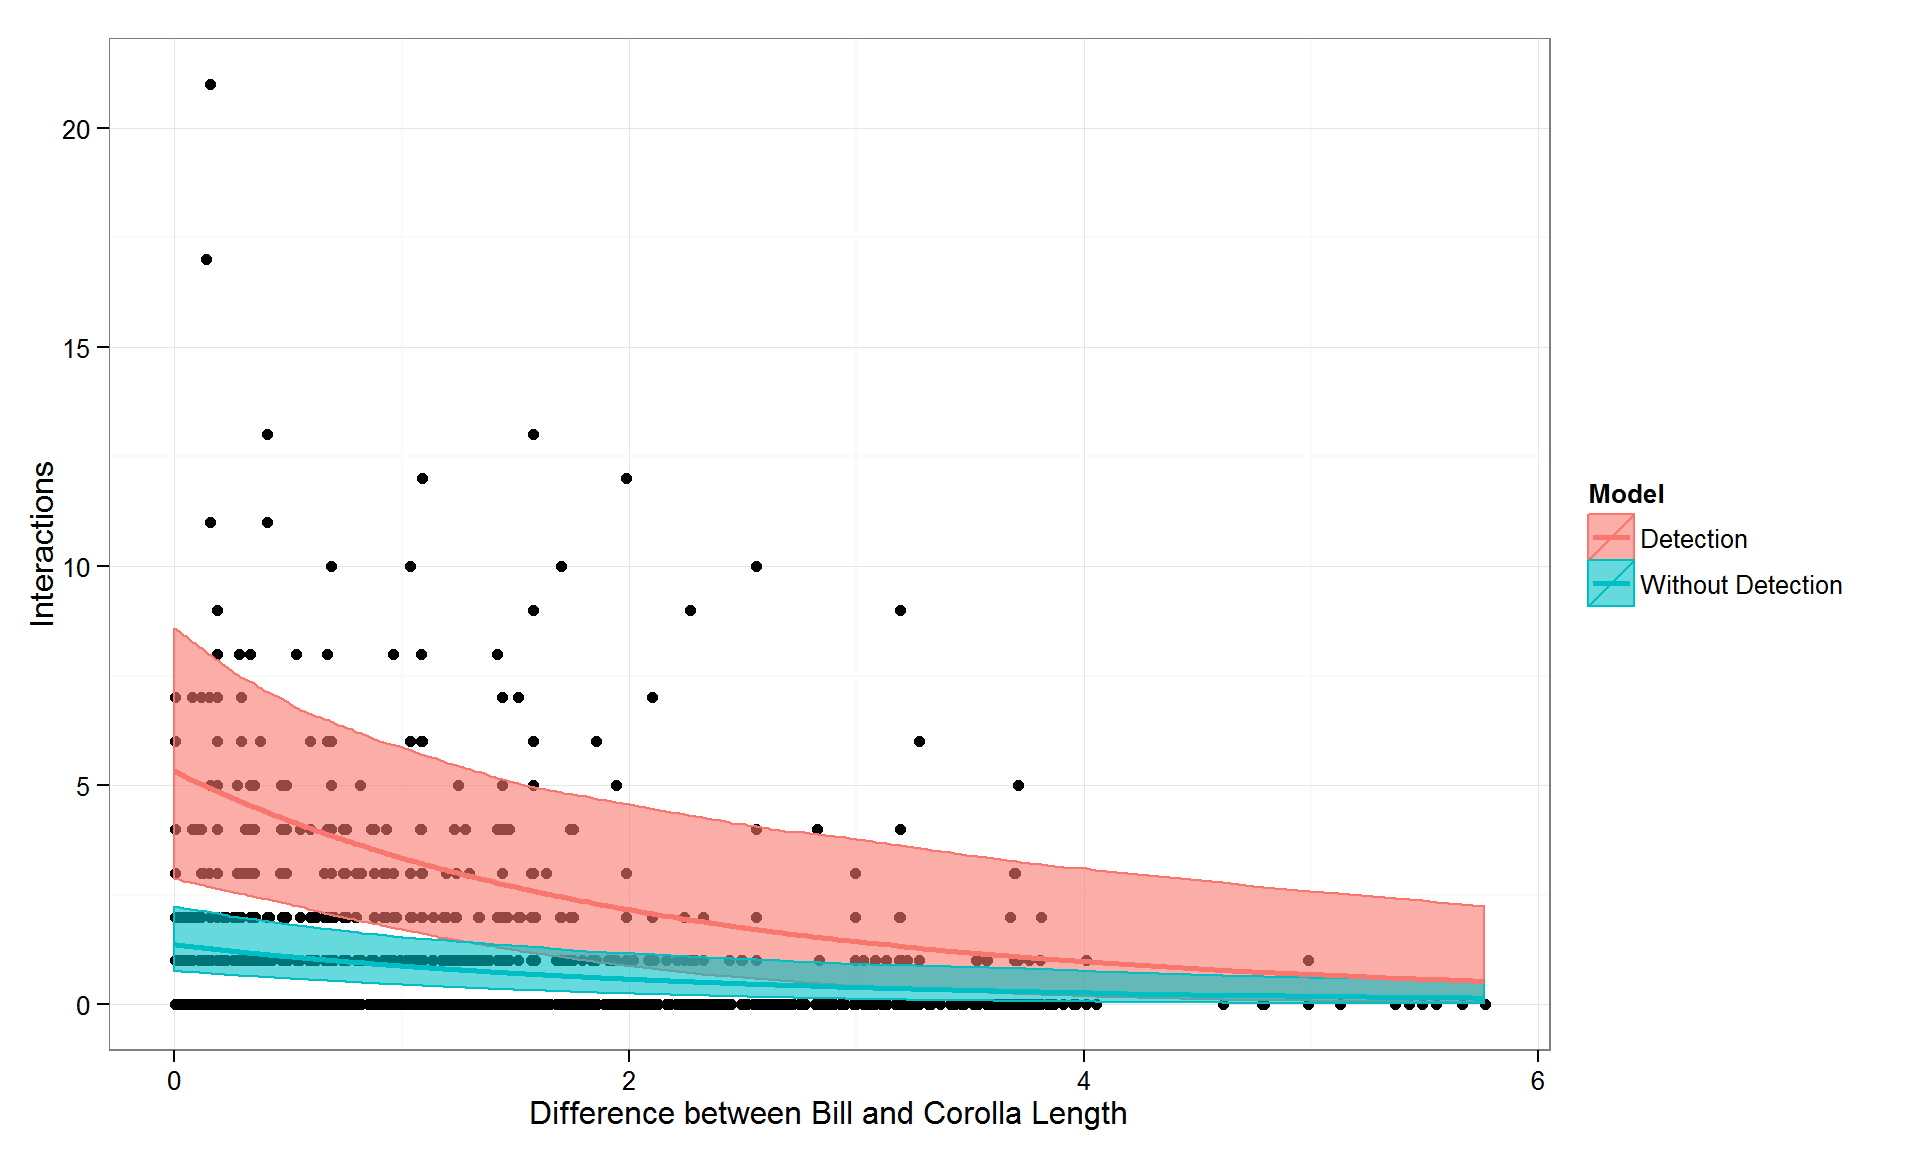 20
15
10
5
0
Interactions
0
2
4
6
Difference between Bill and Corolla Length
Model
Detection
Without Detection